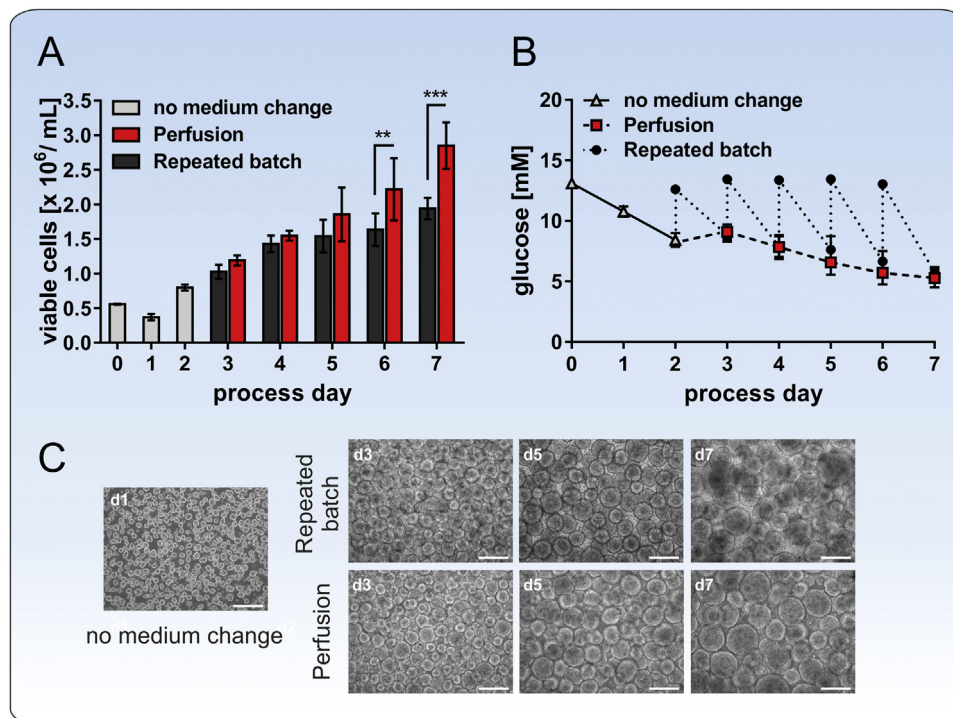 A
3.5
3.0
2.5
2.0
1.5
1.0
0.5
0.0
viable cells [x 10⁶/ mL]
no medium change
Perfusion
Repeated batch
**
***
0 1 2 3 4 5 6 7
process day
B
20
15
10
5
0
glucose [mM]
no medium change
Perfusion
Repeated batch
0 1 2 3 4 5 6 7
process day
C
d1
no medium change
d1
d2
Repeated
batch
d3
d5
d7
Perfusion
d3
d5
d7